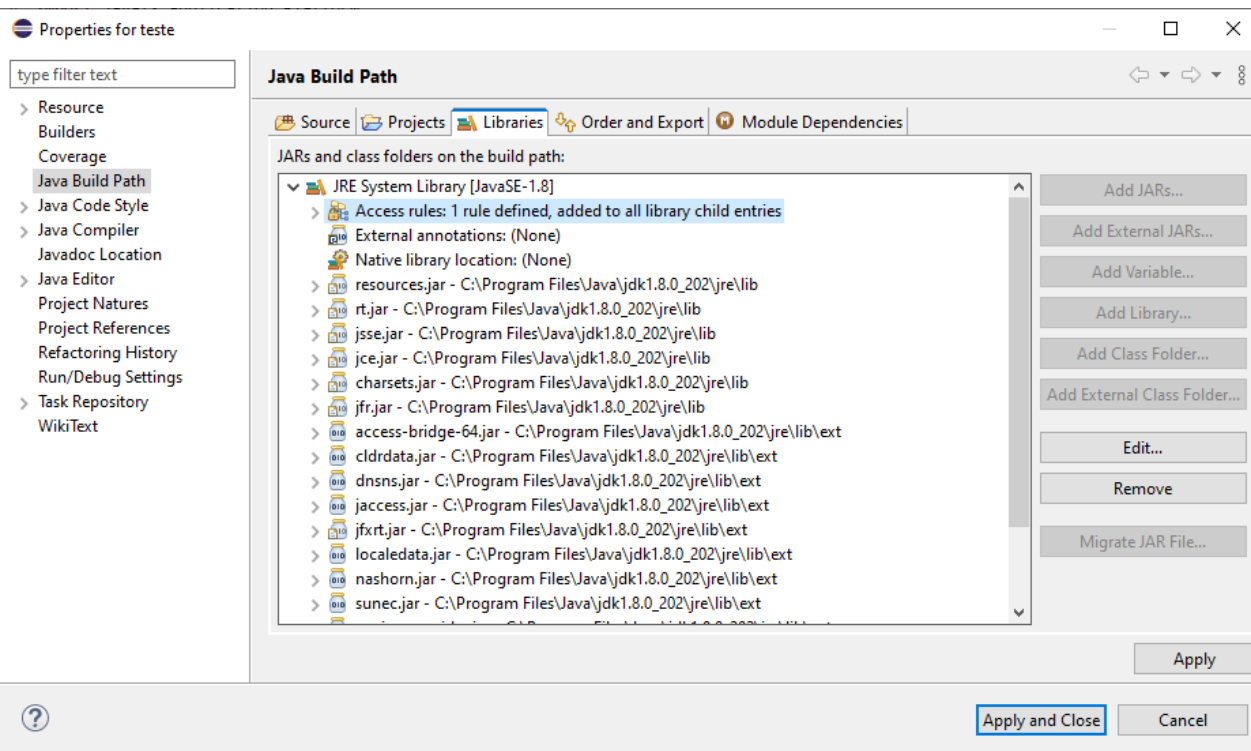 Properties for teste
type filter text
Resource
Builders
Coverage
Java Build Path
Java Code Style
Java Compiler
Javadoc Location
Java Editor
Project Natures
Project References
Refactoring History
Run/Debug Settings
Task Repository
WikiText
Java Build Path
Source Projects Libraries Order and Export Module Dependencies
JARs and class folders on the build path:
JRE System Library [JavaSE-1.8]
Access rules: 1 rule defined, added to all library child entries
External annotations: (None)
Native library location: (None)
resources.jar - C:\Program Files\Java\jdk1.8.0_202\jre\lib
rt.jar - C:\Program Files\Java\jdk1.8.0_202\jre\lib
jsse.jar - C:\Program Files\Java\jdk1.8.0_202\jre\lib
jce.jar - C:\Program Files\Java\jdk1.8.0_202\jre\lib
charsets.jar - C:\Program Files\Java\jdk1.8.0_202\jre\lib
jfr.jar - C:\Program Files\Java\jdk1.8.0_202\jre\lib
access-bridge-64.jar - C:\Program Files\Java\jdk1.8.0_202\jre\lib\ext
cldrdata.jar - C:\Program Files\Java\jdk1.8.0_202\jre\lib\ext
dnsns.jar - C:\Program Files\Java\jdk1.8.0_202\jre\lib\ext
jaccess.jar - C:\Program Files\Java\jdk1.8.0_202\jre\lib\ext
jfxrt.jar - C:\Program Files\Java\jdk1.8.0_202\jre\lib\ext
localedata.jar - C:\Program Files\Java\jdk1.8.0_202\jre\lib\ext
nashorn.jar - C:\Program Files\Java\jdk1.8.0_202\jre\lib\ext
sunec.jar - C:\Program Files\Java\jdk1.8.0_202\jre\lib\ext
Add JARs...
Add External JARs...
Add Variable...
Add Library...
Add Class Folder...
Add External Class Folder...
Edit...
Remove
Migrate JAR File...
Apply
Apply and Close
Cancel